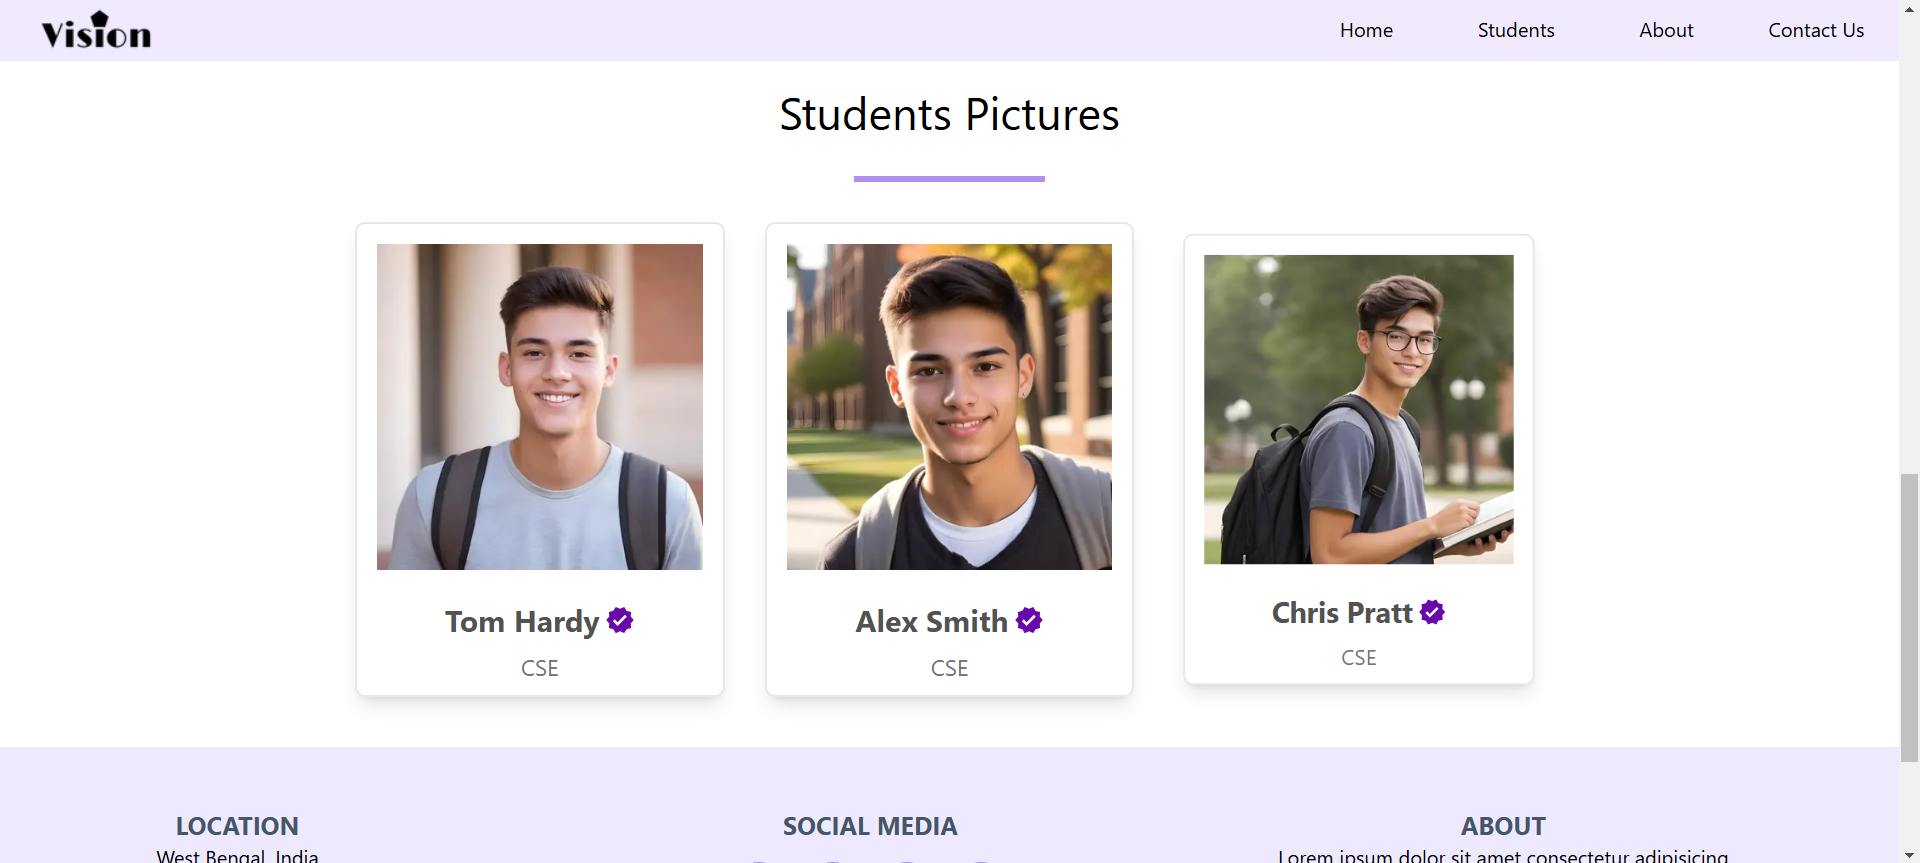 Vision
Home Students About Contact Us
Students Pictures
Tom Hardy
CSE
Alex Smith
CSE
Chris Pratt
CSE
LOCATION
West Bengal, India
SOCIAL MEDIA
ABOUT
Lorem ipsum dolor sit amet consectetur adipisicing